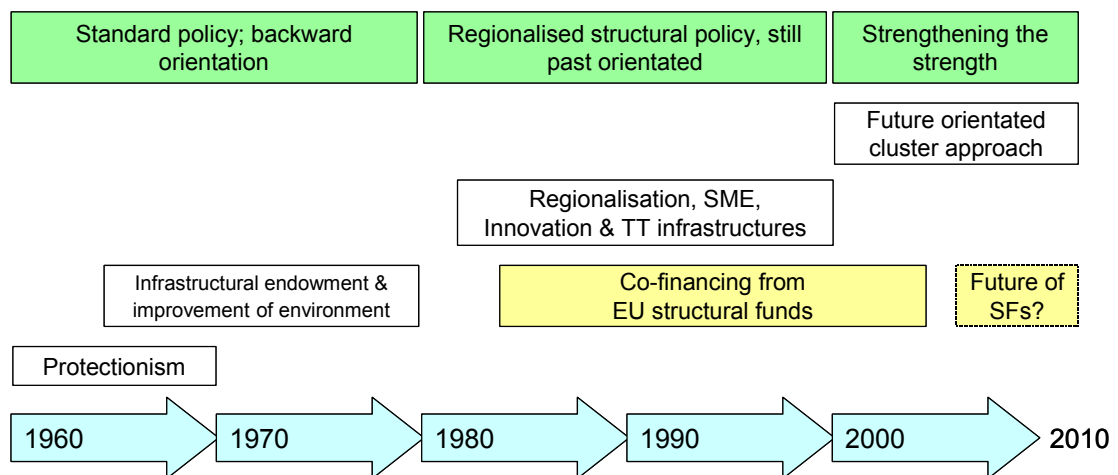 Standard policy; backward
orientation
Regionalised structural policy, still
past orientated
Strengthening the
strength
Future orientated
cluster approach
Regionalisation, SME,
Innovation & TT infrastructures
Infrastructural endowment &
improvement of environment
Co-financing from
EU structural funds
Future of
SFs?
Protectionism
1960
1970
1980
1990
2000
2010